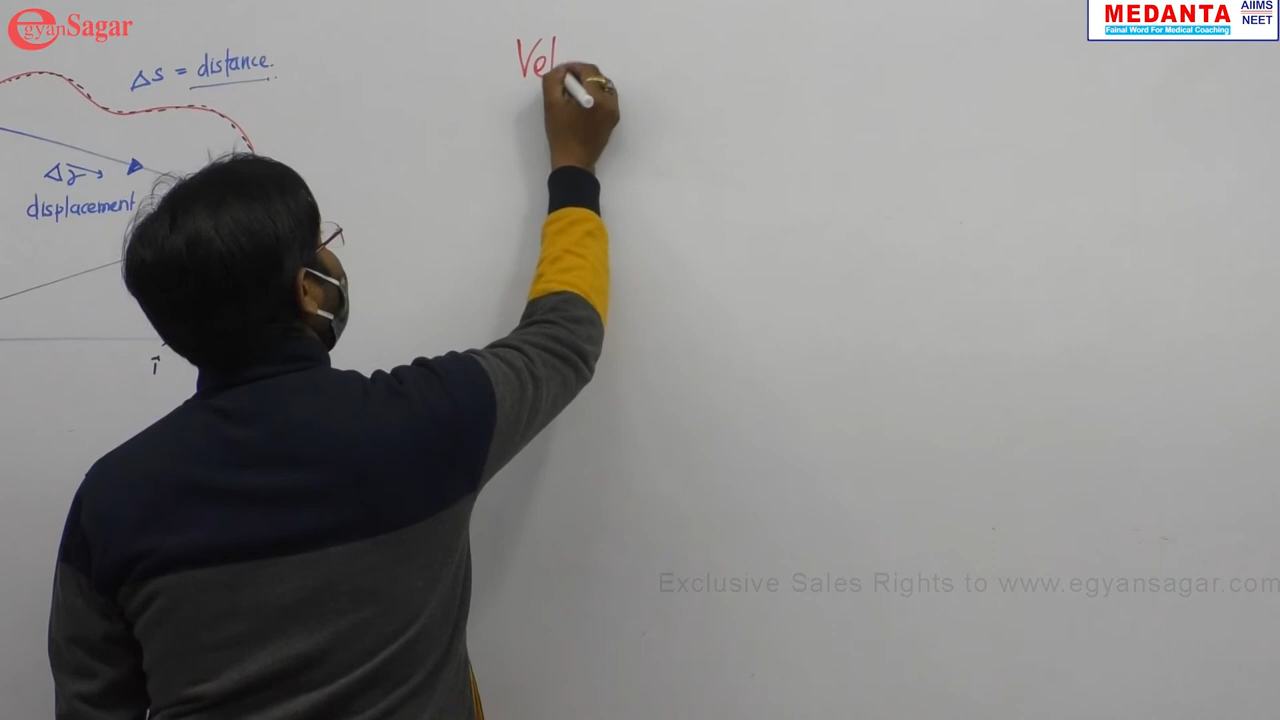 egyanSagar
MEDANTA
AIIMS
NEET
Fainal Word For Medical Coaching
Δs = distance.
Vel
Δr→
displacement
î
Exclusive Sales Rights to www.egyansagar.com